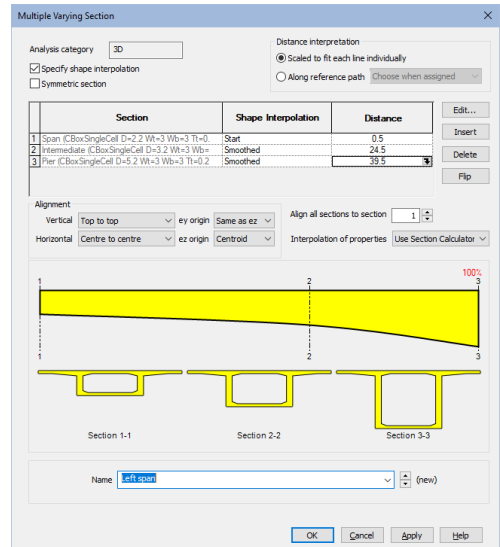 Multiple Varying Section
Analysis category 3D
Specify shape interpolation
Symmetric section
Distance interpretation
Scaled to fit each line individually
Along reference path Choose when assigned
Section Shape Interpolation Distance
1 Span (CBoxSingleCell D=2.2 Wt=3 Wb=3 Tt=0. Start 0.5
2 Intermediate (CBoxSingleCell D=3.2 Wt=3 Wb= Smoothed 24.5
3 Pier (CBoxSingleCell D=5.2 Wt=3 Wb=3 Tt=0.2 Smoothed 39.5
Edit...
Insert
Delete
Flip
Alignment
Vertical Top to top ey origin Same as ez
Horizontal Centre to centre ez origin Centroid
Align all sections to section 1
Interpolation of properties Use Section Calculator
100%
1 2 3
1 2 3
Section 1-1 Section 2-2 Section 3-3
Name Left span (new)
OK Cancel Apply Help